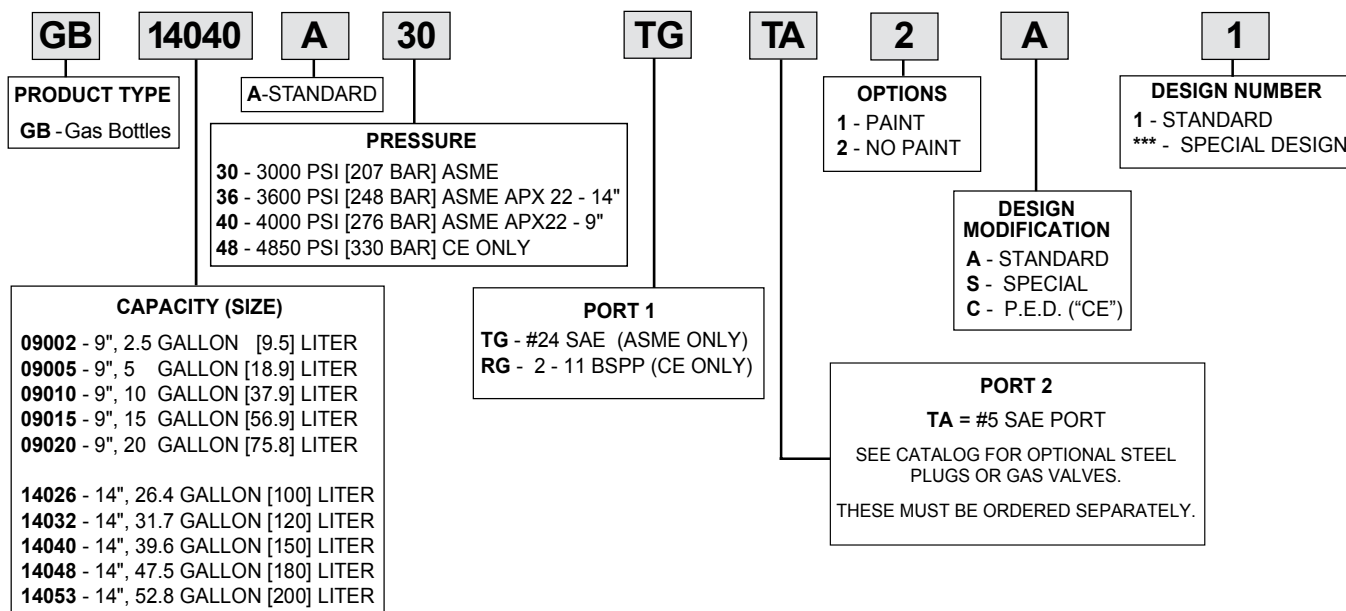 GB 14040 A 30 TG TA 2 A 1
PRODUCT TYPE
GB - Gas Bottles
A-STANDARD
PRESSURE
30 - 3000 PSI [207 BAR] ASME
36 - 3600 PSI [248 BAR] ASME APX 22 - 14"
40 - 4000 PSI [276 BAR] ASME APX22 - 9"
48 - 4850 PSI [330 BAR] CE ONLY
OPTIONS
1 - PAINT
2 - NO PAINT
DESIGN NUMBER
1 - STANDARD
*** - SPECIAL DESIGN
DESIGN
MODIFICATION
A - STANDARD
S - SPECIAL
C - P.E.D. (“CE”)
CAPACITY (SIZE)
09002 - 9", 2.5 GALLON [9.5] LITER
09005 - 9", 5 GALLON [18.9] LITER
09010 - 9", 10 GALLON [37.9] LITER
09015 - 9", 15 GALLON [56.9] LITER
09020 - 9", 20 GALLON [75.8] LITER
14026 - 14", 26.4 GALLON [100] LITER
14032 - 14", 31.7 GALLON [120] LITER
14040 - 14", 39.6 GALLON [150] LITER
14048 - 14", 47.5 GALLON [180] LITER
14053 - 14", 52.8 GALLON [200] LITER
PORT 1
TG - #24 SAE (ASME ONLY)
RG - 2 - 11 BSPP (CE ONLY)
PORT 2
TA = #5 SAE PORT
SEE CATALOG FOR OPTIONAL STEEL
PLUGS OR GAS VALVES.
THESE MUST BE ORDERED SEPARATELY.